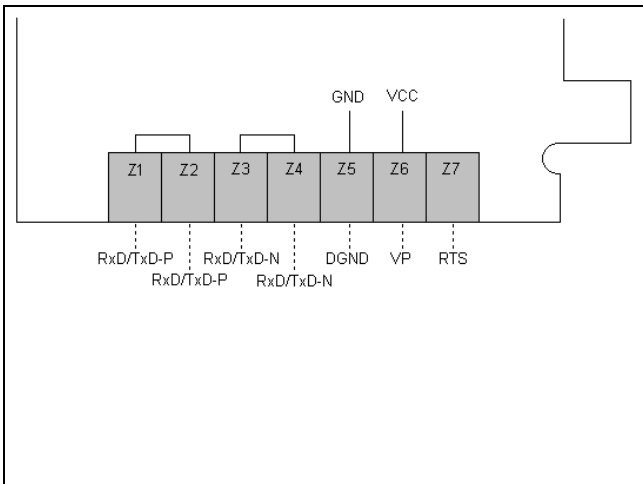 GND VCC
Z1 Z2 Z3 Z4 Z5 Z6 Z7
RxD/TxD-P RxD/TxD-N DGND VP RTS
RxD/TxD-P RxD/TxD-N